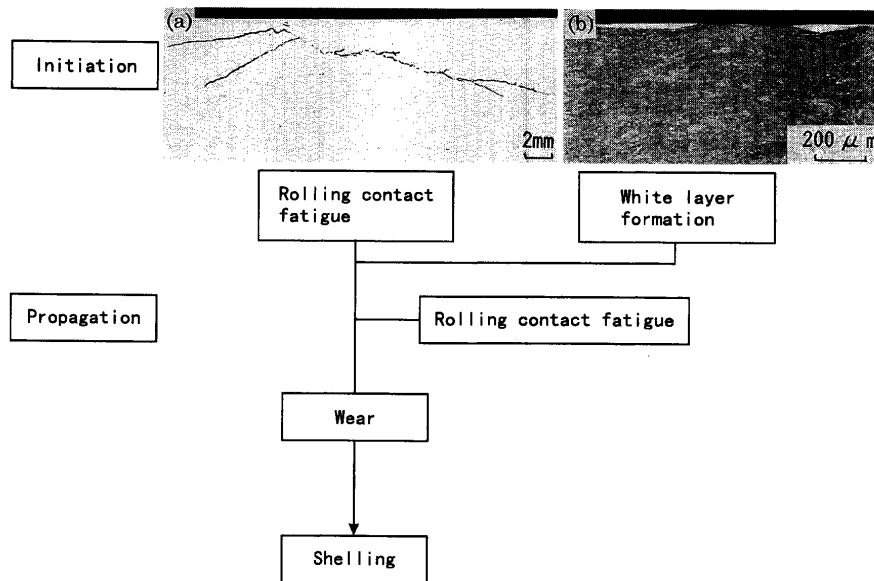 (a)
(b)
Initiation
2mm
200 μm
Rolling contact
fatigue
White layer
formation
Propagation
Rolling contact fatigue
Wear
Shelling